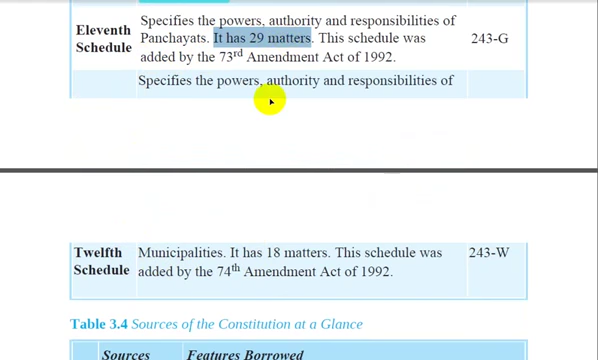 Specifies the powers, authority and responsibilities of
Eleventh Schedule
Panchayats. It has 29 matters. This schedule was
243-G
added by the 73rd Amendment Act of 1992.
Specifies the powers, authority and responsibilities of
Twelfth Schedule
Municipalities. It has 18 matters. This schedule was
243-W
added by the 74th Amendment Act of 1992.
Table 3.4 Sources of the Constitution at a Glance
Sources Features Borrowed